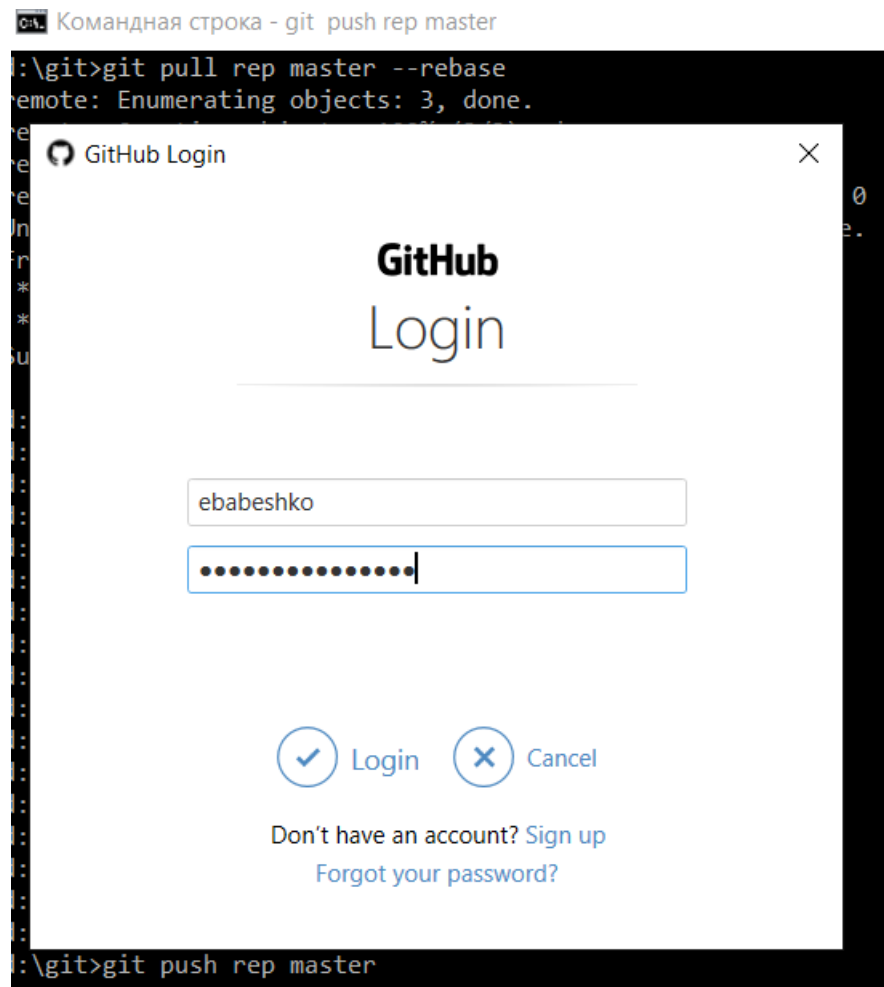 Командная строка - git push rep master
:\git>git pull rep master --rebase
emote: Enumerating objects: 3, done.
GitHub Login
0
GitHub
Login
ebabeshko
•••••••••••••••
Login Cancel
Don't have an account? Sign up
Forgot your password?
:\git>git push rep master